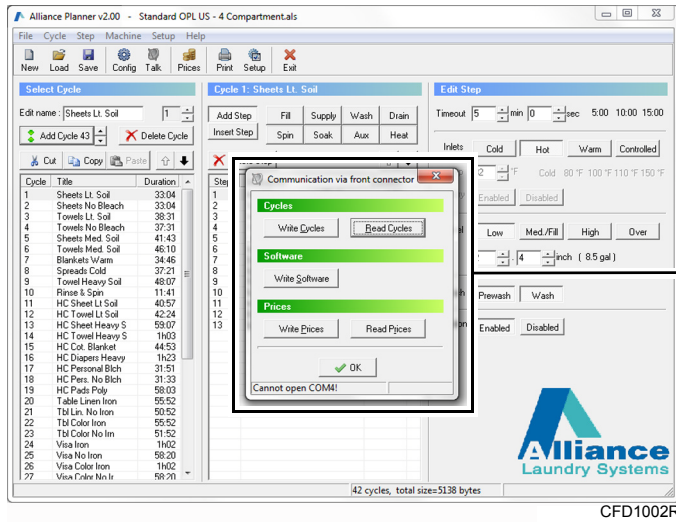 Alliance Planner v2.00 - Standard OPL US - 4 Compartment.als
File Cycle Step Machine Setup Help
New Load Save Config Talk Prices Print Setup Exit
Select Cycle
Edit name : Sheets Lt. Soil 1
Add Cycle 43 Delete Cycle
Cut Copy Paste
Cycle Title Duration
1 Sheets Lt. Soil 33:04
2 Sheets No Bleach 33:04
3 Towels Lt. Soil 38:31
4 Towels No Bleach 37:31
5 Sheets Med. Soil 41:43
6 Towels Med. Soil 46:10
7 Blankets Warm 34:46
8 Spreads Cold 37:21
9 Towel Heavy Soil 48:07
10 Rinse & Spin 11:41
11 HC Sheet Lt Soil 40:57
12 HC Towel Lt Soil 42:24
13 HC Sheet Heavy S 59:07
14 HC Towel Heavy S 1h03
15 HC Cot. Blanket 44:53
16 HC Diapers Heavy 1h23
17 HC Personal Blch 31:51
18 HC Pers. No Blch 31:33
19 HC Pads Poly 58:03
20 Table Linen Iron 55:52
21 Tbl Lin. No Iron 50:52
22 Tbl Color Iron 55:52
23 Tbl Color No Irn 51:52
24 Visa Iron 1h02
25 Visa No Iron 58:20
26 Visa Color Iron 1h02
27 Visa Color No Ir 58:20
Cycle 1: Sheets Lt. Soil
Add Step Fill Supply Wash Drain
Insert Step Spin Soak Aux Heat
Step
1
2
3
4
5
6
7
8
9
10
11
12
13
Communication via front connector
Cycles
Write Cycles Read Cycles
Software
Write Software
Prices
Write Prices Read Prices
OK
Cannot open COM4!
Edit Step
Timeout 5 min 0 sec 5:00 10:00 15:00
Inlets Cold Hot Warm Controlled
°F Cold 80 °F 100 °F 110 °F 150 °F
Enabled Disabled
Low Med./Fill High Over
. 4 inch ( 8.5 gal )
Prewash Wash
Enabled Disabled
Alliance
Laundry Systems
42 cycles, total size=5138 bytes
CFD1002R